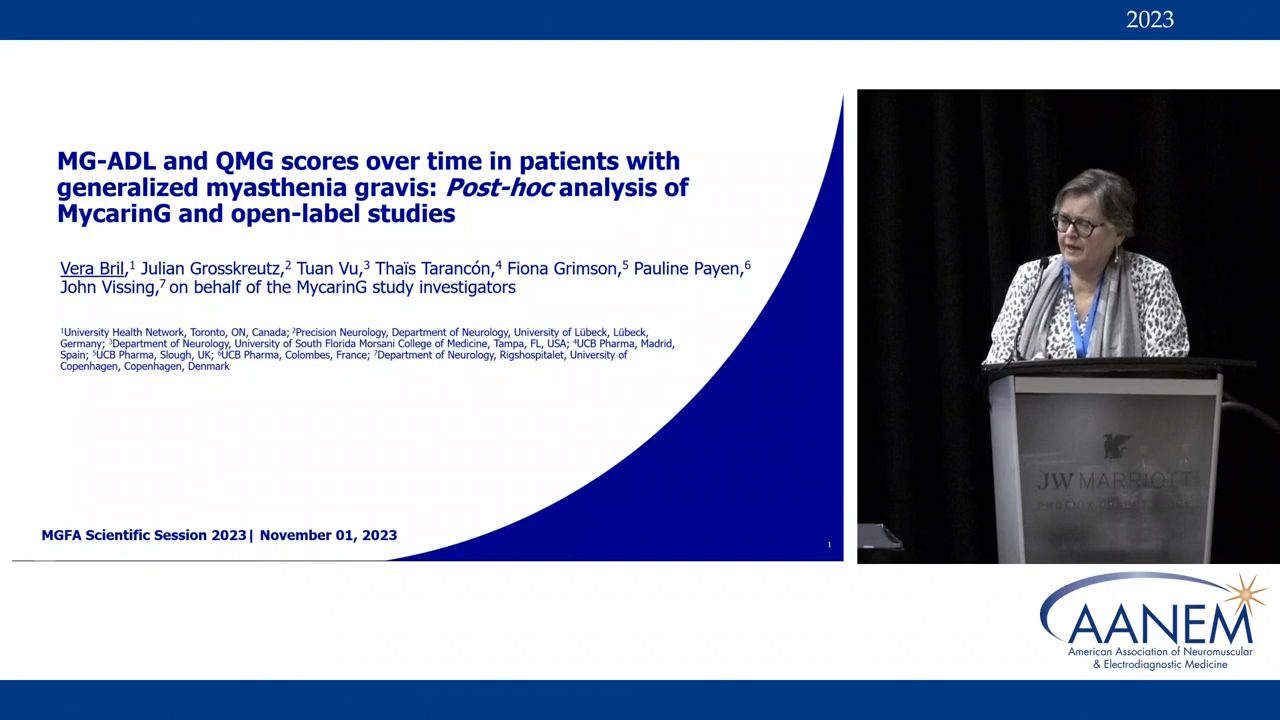 2023
MG-ADL and QMG scores over time in patients with
generalized myasthenia gravis: Post-hoc analysis of
MycarinG and open-label studies
Vera Bril,1 Julian Grosskreutz,2 Tuan Vu,3 Thaïs Tarancón,4 Fiona Grimson,5 Pauline Payen,6
John Vissing,7 on behalf of the MycarinG study investigators
1University Health Network, Toronto, ON, Canada; 2Precision Neurology, Department of Neurology, University of Lübeck, Lübeck,
Germany; 3Department of Neurology, University of South Florida Morsani College of Medicine, Tampa, FL, USA; 4UCB Pharma, Madrid,
Spain; 5UCB Pharma, Slough, UK; 6UCB Pharma, Colombes, France; 7Department of Neurology, Rigshospitalet, University of
Copenhagen, Copenhagen, Denmark
MGFA Scientific Session 2023| November 01, 2023
1
JW MARRIOTT
AANEM
American Association of Neuromuscular
& Electrodiagnostic Medicine